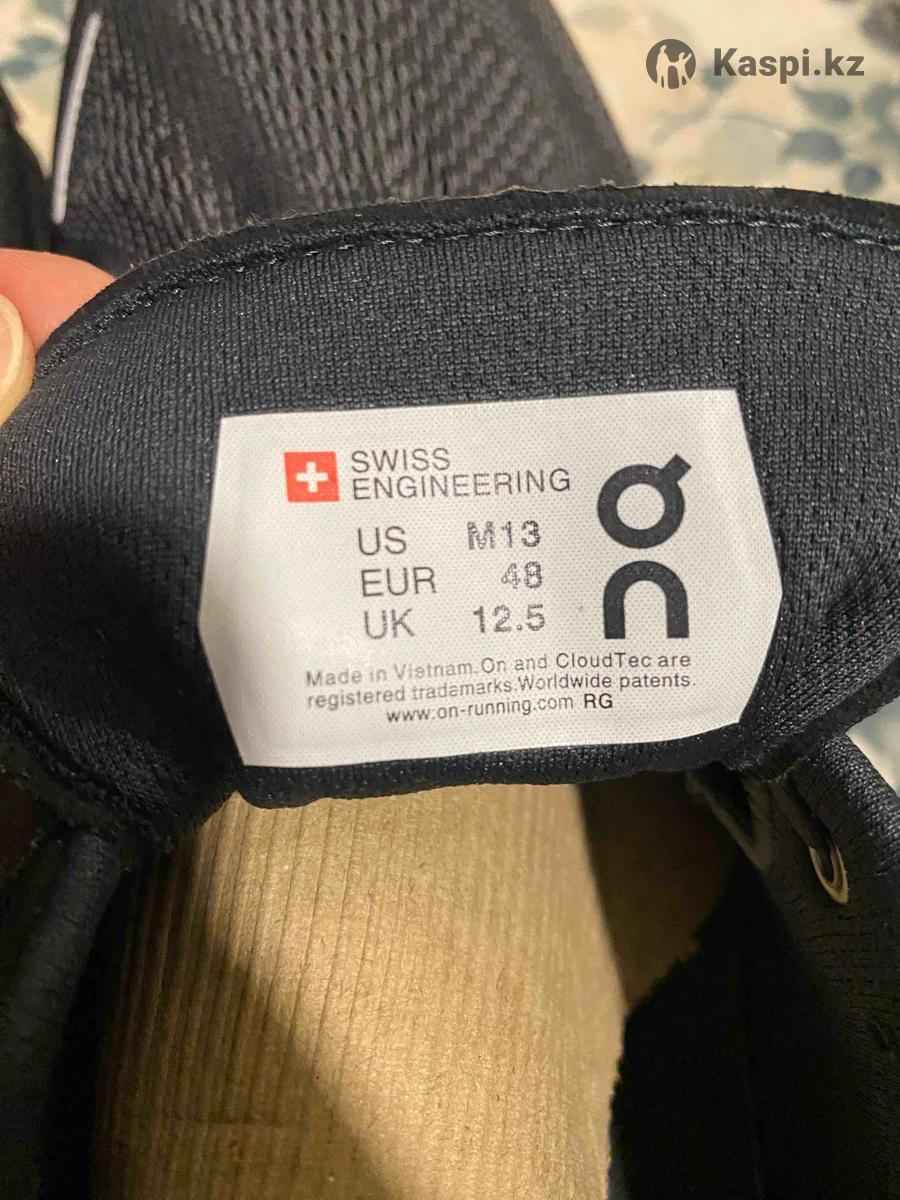 Kaspi.kz
SWISS
ENGINEERING
US M13
EUR 48
UK 12.5
On
Made in Vietnam.On and CloudTec are
registered trademarks.Worldwide patents.
www.on-running.com RG